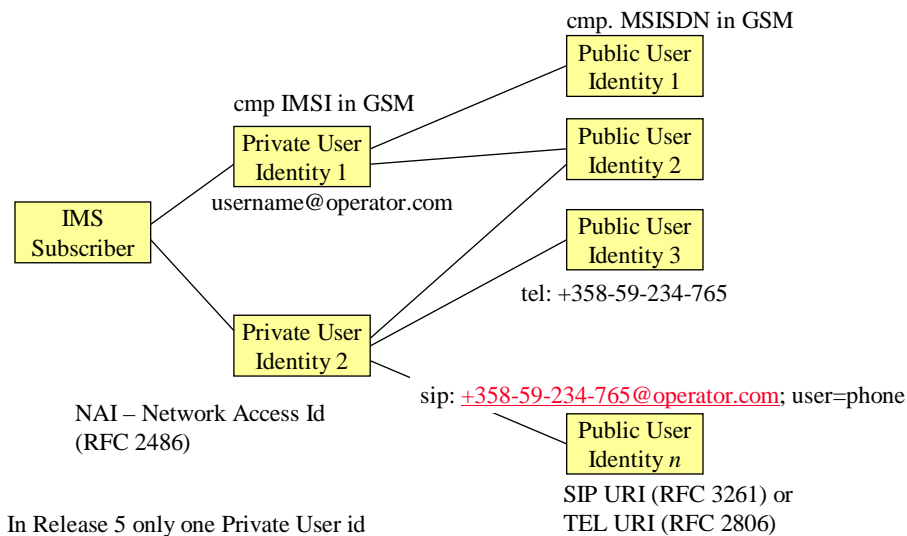 cmp. MSISDN in GSM
Public User
Identity 1
cmp IMSI in GSM
Private User
Identity 1
username@operator.com
Public User
Identity 2
IMS
Subscriber
Public User
Identity 3
tel: +358-59-234-765
Private User
Identity 2
sip: +358-59-234-765@operator.com; user=phone
NAI – Network Access Id
(RFC 2486)
Public User
Identity n
SIP URI (RFC 3261) or
TEL URI (RFC 2806)
In Release 5 only one Private User id